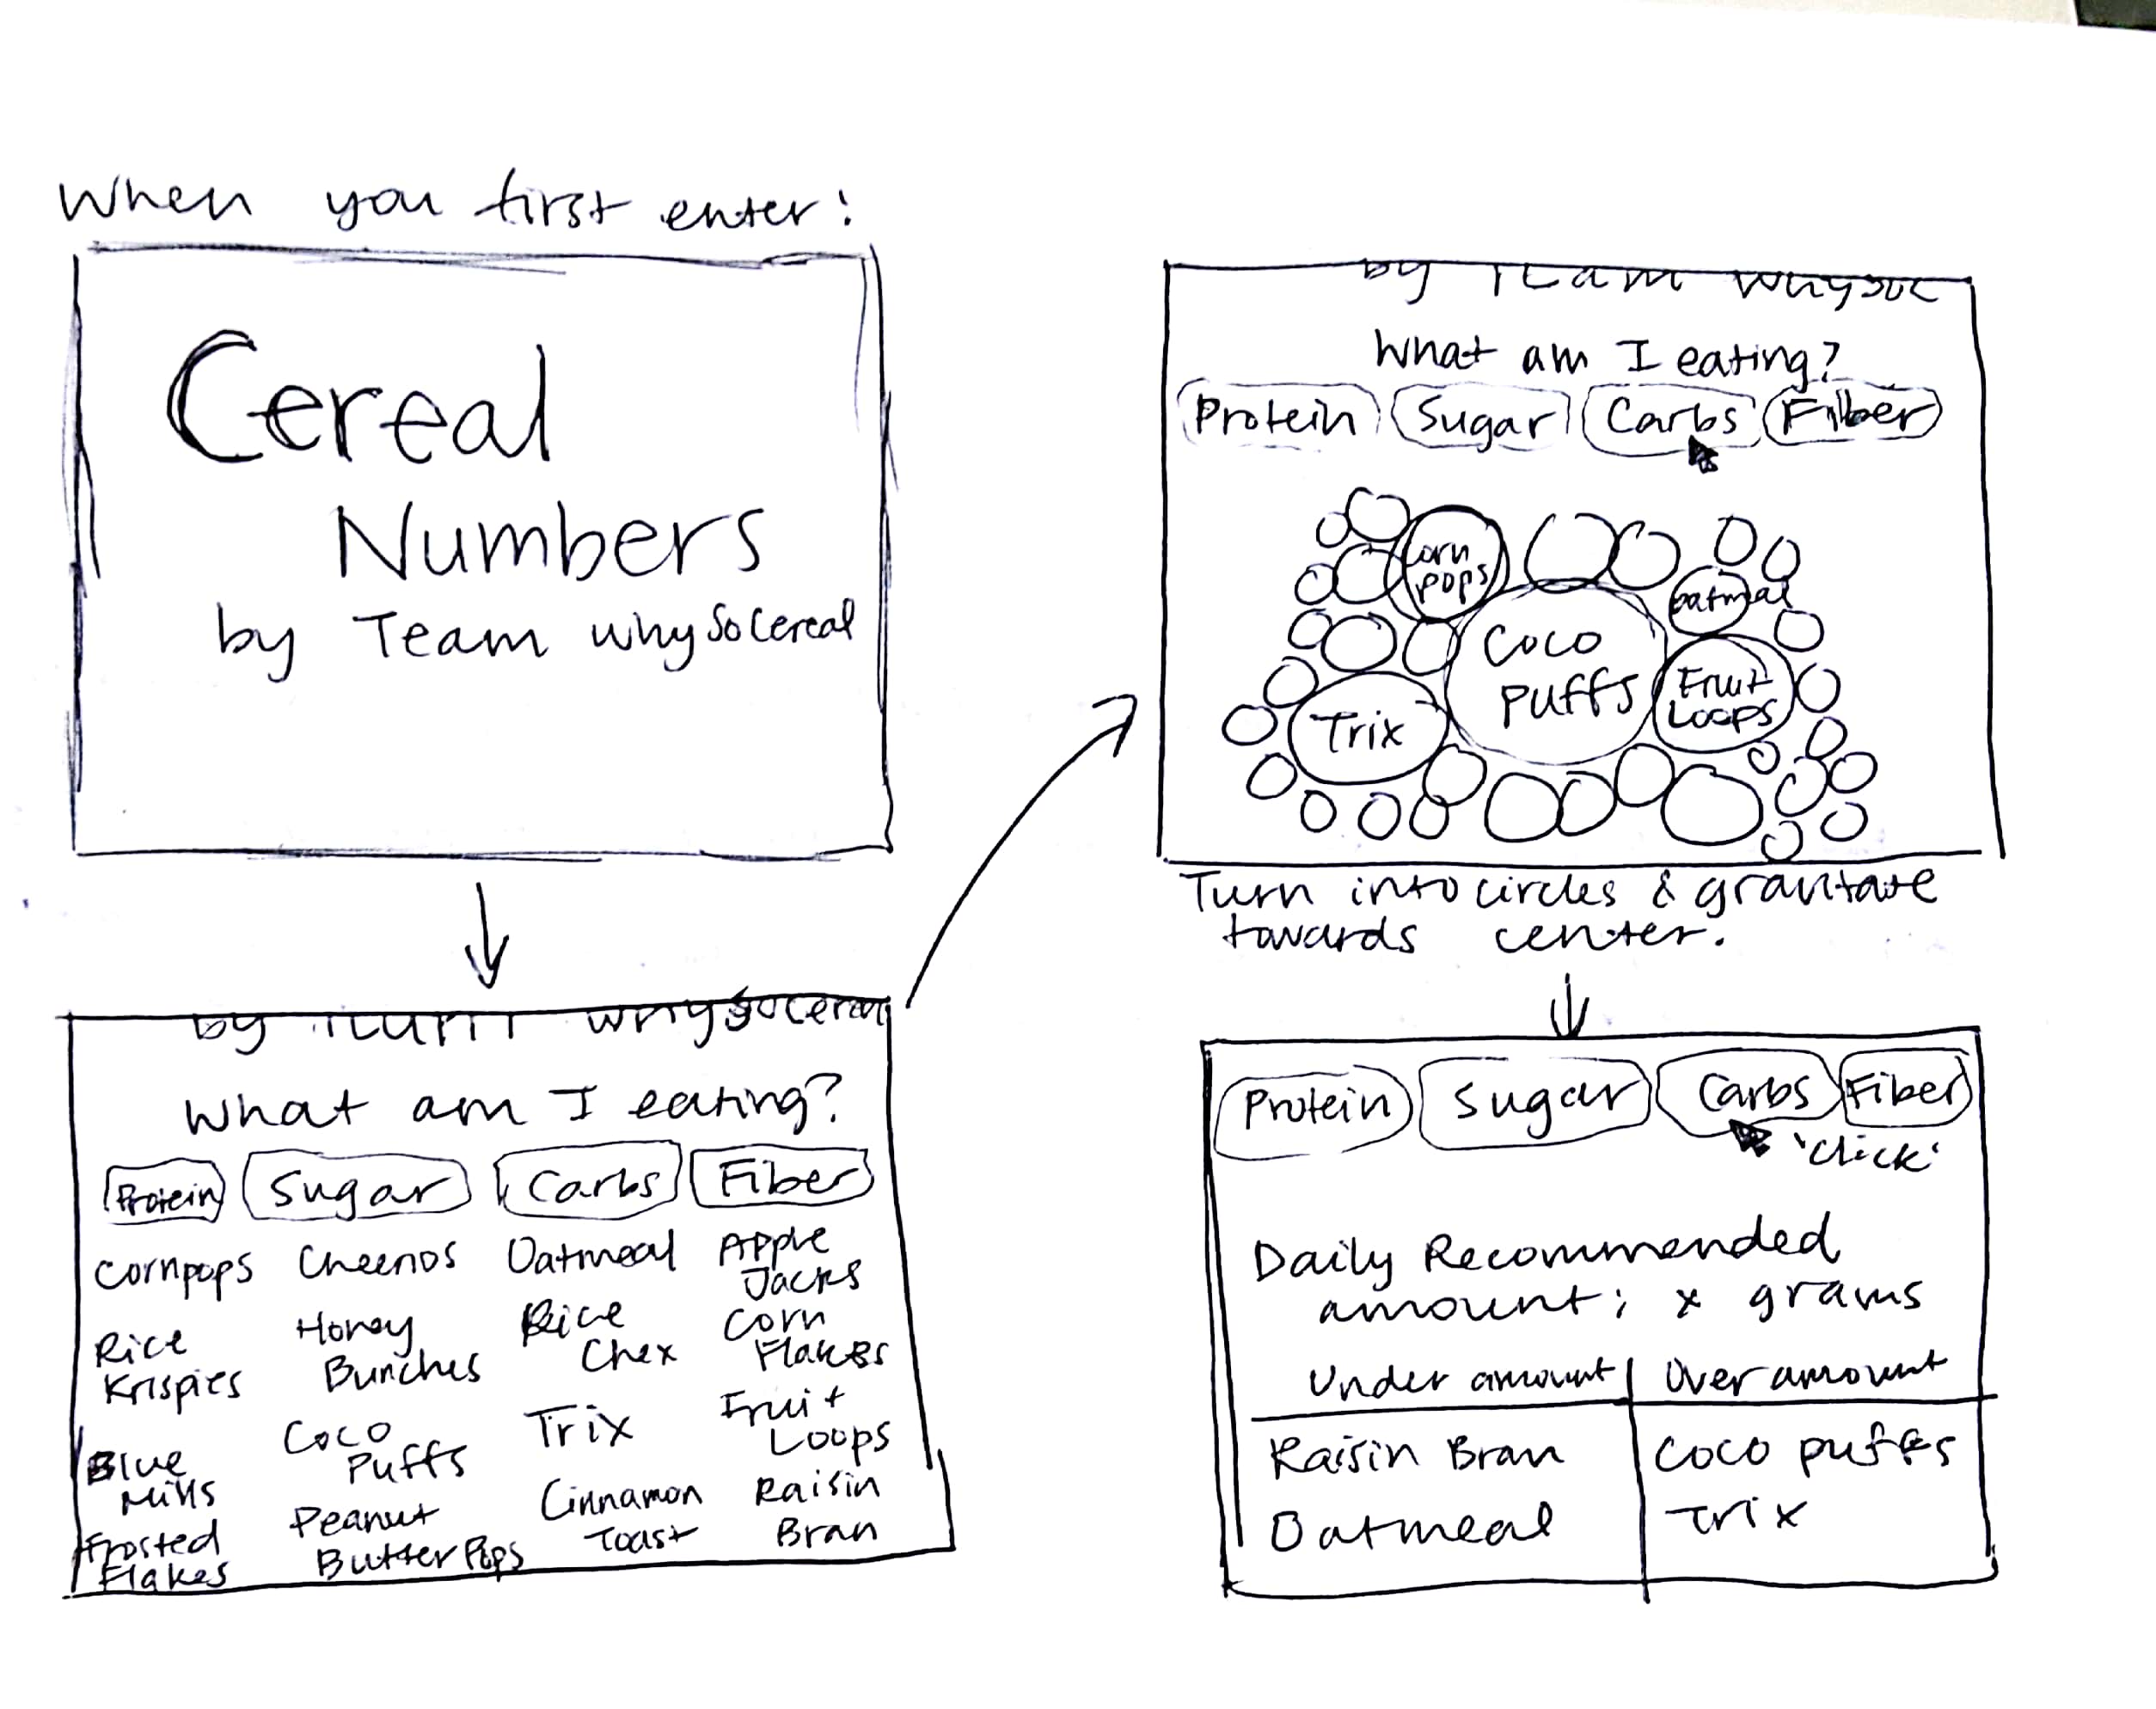 When you first enter:
Cereal
Numbers
by Team whysocereal
by Team whysocereal
What am I eating?
Protein Sugar Carbs Fiber
Cornpops Cheerios Oatmeal Apple Jacks
Rice Krispies Honey Bunches Rice Chex Corn Flakes
Blue Coco Puffs Trix Fruit Loops
Frosted Flakes Peanut Butter Pops Cinnamon Toast Raisin Bran
by Team whysoc
What am I eating?
Protein Sugar Carbs Fiber
Corn pops
oatmeal
Coco Puffs
Fruit Loops
Trix
Turn into circles & gravitate
towards center.
Protein Sugar Carbs Fiber
'click'
Daily Recommended
amount: x grams
Under amount Over amount
Raisin Bran Coco puffs
Oatmeal Trix